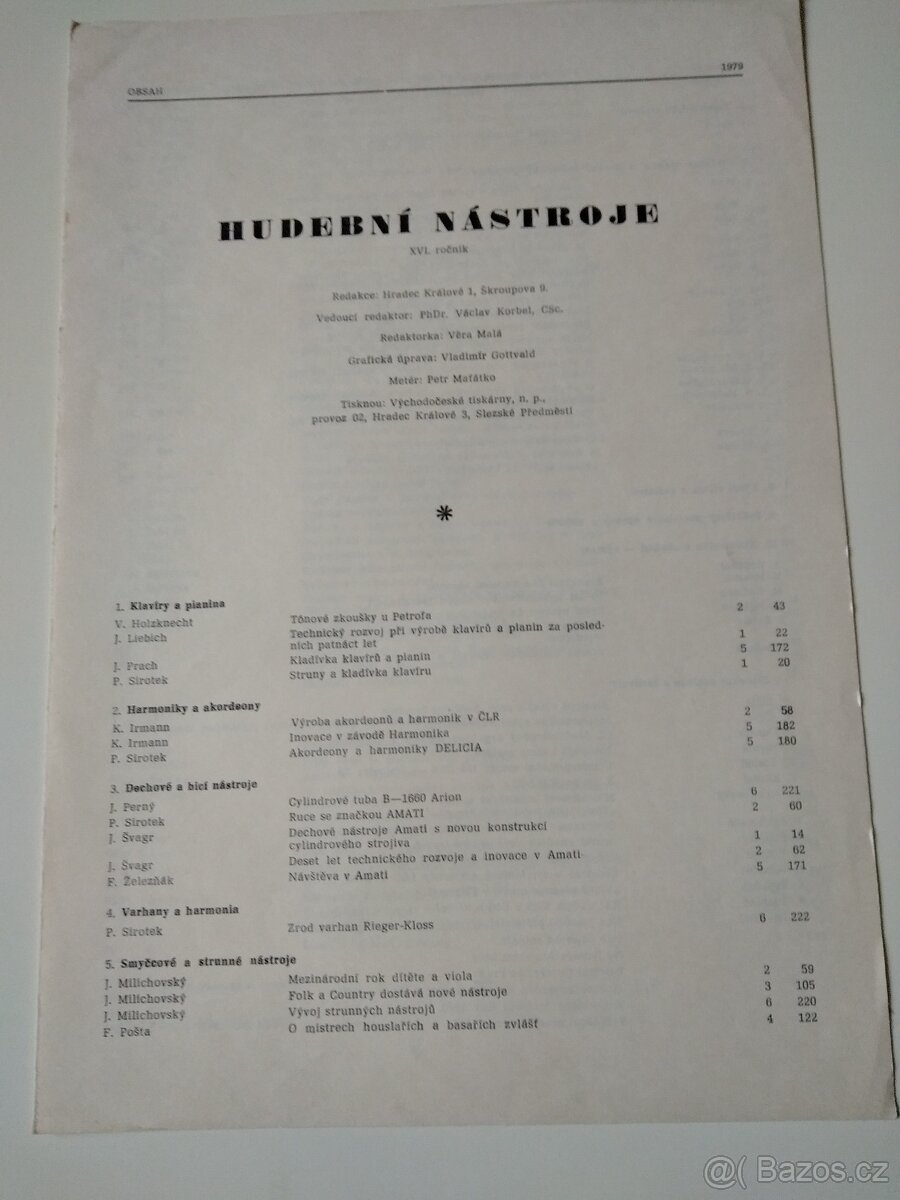 OBSAH 1979
HUDEBNÍ NÁSTROJE
XVI. ročník
Redakce: Hradec Králové 1, Škroupova 9.
Vedoucí redaktor: PhDr. Václav Korbel, CSc.
Redaktorka: Věra Malá
Grafická úprava: Vladimír Gottvald
Metér: Petr Maťátko
Tisknou: Východočeské tiskárny, n. p.,
provoz 02, Hradec Králové 3, Slezské Předměstí
1. Klavíry a pianina
V. Holzknecht Tónové zkoušky u Petrofa 2 43
J. Liebich Technický rozvoj při výrobě klavírů a pianin za posled-
ních patnáct let 1 22
J. Prach Kladívka klavírů a pianin 5 172
P. Sirotek Struny a kladívka klavíru 1 20
2. Harmoniky a akordeony
K. Irmann Výroba akordeonů a harmonik v ČLR 2 58
K. Irmann Inovace v závodě Harmonika 5 182
P. Sirotek Akordeony a harmoniky DELICIA 5 180
3. Dechové a bicí nástroje
J. Perný Cylindrové tuba B—1660 Arion 6 221
P. Sirotek Ruce se značkou AMATI 2 60
J. Švagr Dechové nástroje Amati s novou konstrukcí
cylindrového strojiva 1 14
J. Švagr Deset let technického rozvoje a inovace v Amati 2 62
F. Železňák Návštěva v Amati 5 171
4. Varhany a harmonia
P. Sirotek Zrod varhan Rieger-Kloss 6 222
5. Smyčcové a strunné nástroje
J. Milichovský Mezinárodní rok dítěte a viola 2 59
J. Milichovský Folk a Country dostává nové nástroje 3 105
J. Milichovský Vývoj strunných nástrojů 6 220
F. Pošta O mistrech houslařích a basařích zvlášť 4 122
@( Bazos.cz